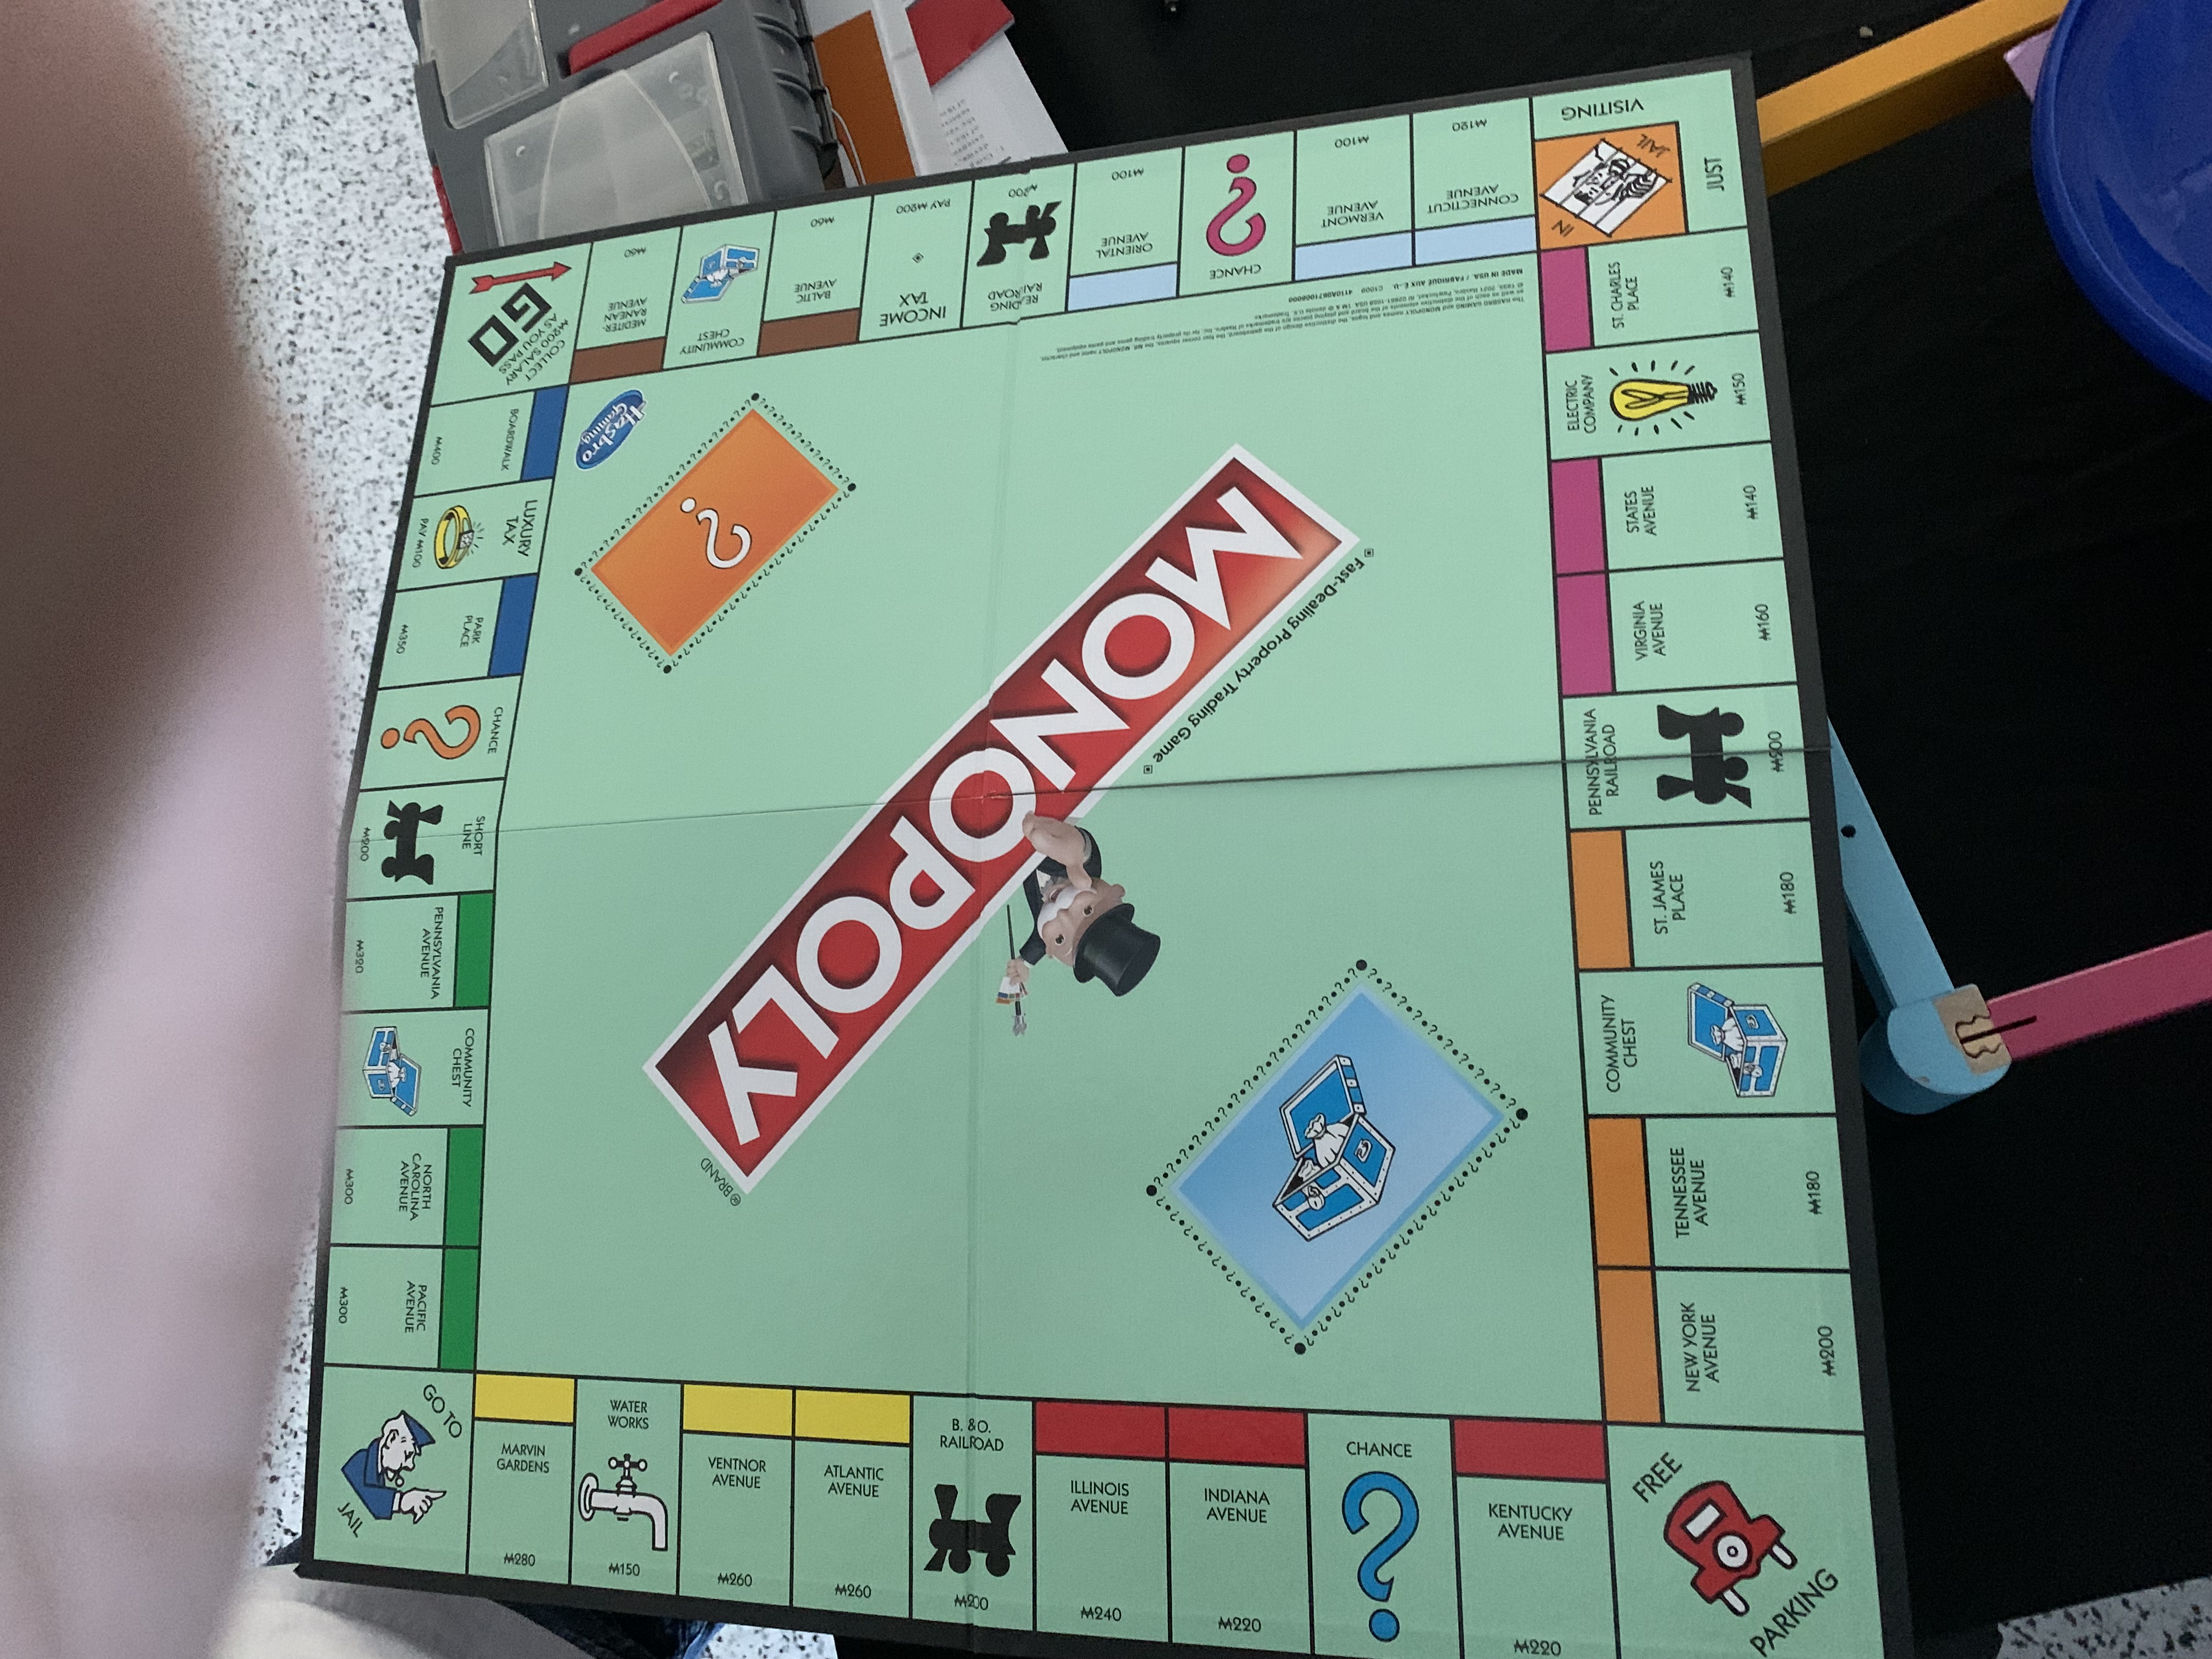 GO
COLLECT
₩200 SALARY
AS YOU PASS
MEDITER-
RANEAN
AVENUE
₩60
COMMUNITY
CHEST
BALTIC
AVENUE
₩60
INCOME
TAX
PAY ₩200
READING
RAILROAD
₩200
ORIENTAL
AVENUE
₩100
CHANCE
?
VERMONT
AVENUE
₩100
CONNECTICUT
AVENUE
₩120
IN
JAIL
JUST
VISITING
ST. CHARLES
PLACE
₩140
ELECTRIC
COMPANY
₩150
STATES
AVENUE
₩140
VIRGINIA
AVENUE
₩160
PENNSYLVANIA
RAILROAD
₩200
ST. JAMES
PLACE
₩180
COMMUNITY
CHEST
TENNESSEE
AVENUE
₩180
NEW YORK
AVENUE
₩200
FREE
PARKING
KENTUCKY
AVENUE
₩220
CHANCE
?
INDIANA
AVENUE
₩220
ILLINOIS
AVENUE
₩240
B. & O.
RAILROAD
₩200
ATLANTIC
AVENUE
₩260
VENTNOR
AVENUE
₩260
WATER
WORKS
₩150
MARVIN
GARDENS
₩280
GO TO
JAIL
PACIFIC
AVENUE
₩300
NORTH
CAROLINA
AVENUE
₩300
COMMUNITY
CHEST
PENNSYLVANIA
AVENUE
₩320
SHORT
LINE
₩200
CHANCE
?
PARK
PLACE
₩350
LUXURY
TAX
PAY ₩100
BOARDWALK
₩400
Hasbro
Gaming
?
MONOPOLY
® BRAND
Fast-Dealing Property Trading Game
MADE IN USA. / FABRIQUÉ AUX É.-U.